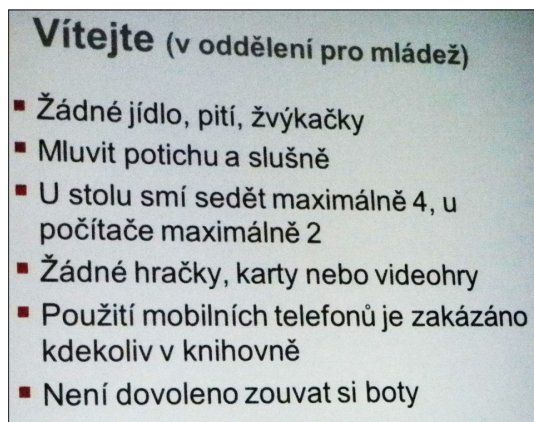 Vítejte (v oddělení pro mládež)
▪ Žádné jídlo, pití, žvýkačky
▪ Mluvit potichu a slušně
▪ U stolu smí sedět maximálně 4, u
počítače maximálně 2
▪ Žádné hračky, karty nebo videohry
▪ Použití mobilních telefonů je zakázáno
kdekoliv v knihovně
▪ Není dovoleno zouvat si boty